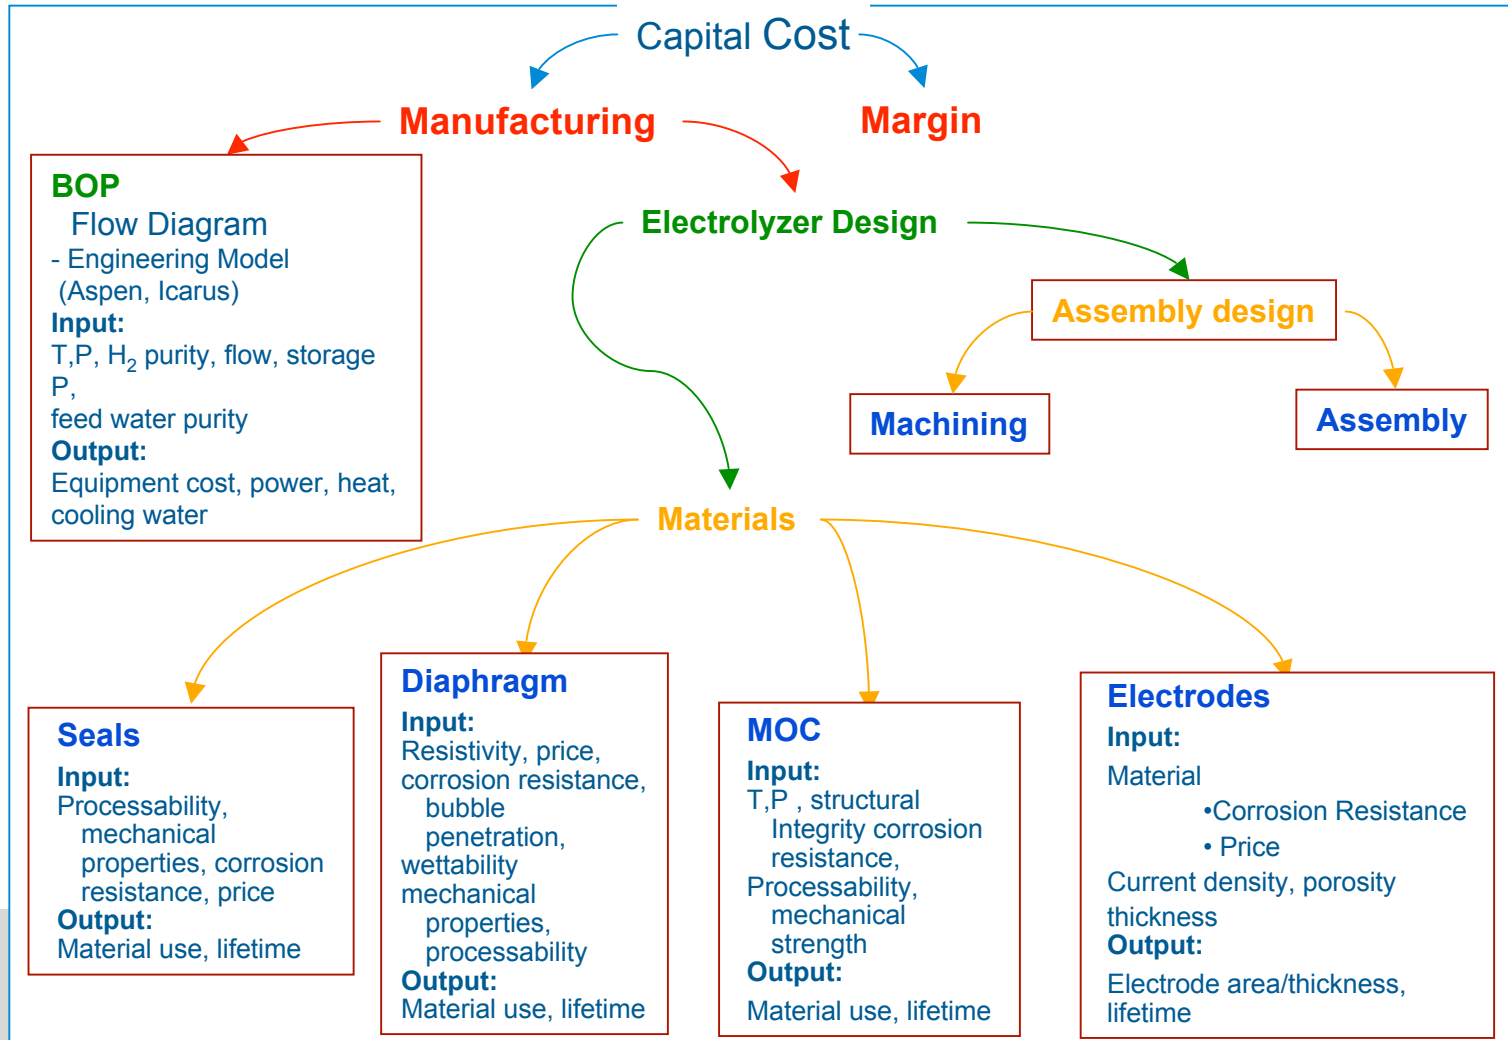 Capital Cost
Manufacturing
Margin
BOP
Flow Diagram
- Engineering Model
(Aspen, Icarus)
Input:
T,P, H2 purity, flow, storage
P,
feed water purity
Output:
Equipment cost, power, heat,
cooling water
Electrolyzer Design
Assembly design
Machining
Assembly
Materials
Seals
Input:
Processability,
mechanical
properties, corrosion
resistance, price
Output:
Material use, lifetime
Diaphragm
Input:
Resistivity, price,
corrosion resistance,
bubble
penetration,
wettability
mechanical
properties,
processability
Output:
Material use, lifetime
MOC
Input:
T,P , structural
Integrity corrosion
resistance,
Processability,
mechanical
strength
Output:
Material use, lifetime
Electrodes
Input:
Material
•Corrosion Resistance
• Price
Current density, porosity
thickness
Output:
Electrode area/thickness,
lifetime